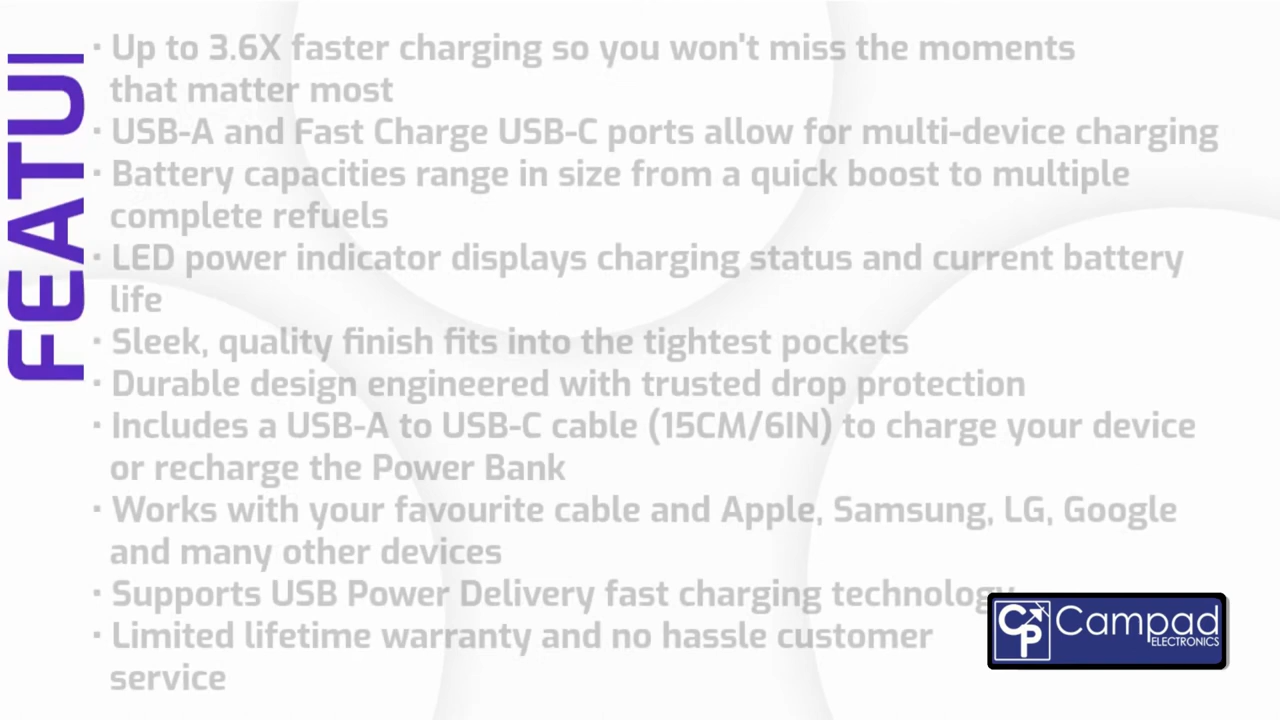 FEATUI
· Up to 3.6X faster charging so you won't miss the moments
that matter most
· USB-A and Fast Charge USB-C ports allow for multi-device charging
· Battery capacities range in size from a quick boost to multiple
complete refuels
· LED power indicator displays charging status and current battery
life
· Sleek, quality finish fits into the tightest pockets
· Durable design engineered with trusted drop protection
· Includes a USB-A to USB-C cable (15CM/6IN) to charge your device
or recharge the Power Bank
· Works with your favourite cable and Apple, Samsung, LG, Google
and many other devices
· Supports USB Power Delivery fast charging technology
· Limited lifetime warranty and no hassle customer
service
CP Campad
ELECTRONICS